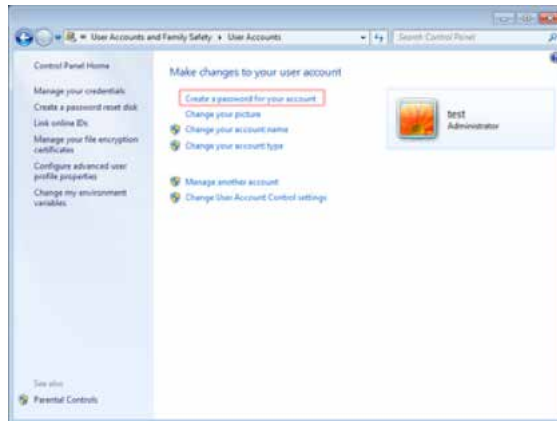 User Accounts and Family Safety
User Accounts
Search Control Panel
Control Panel Home
Manage your credentials
Create a password reset disk
Link online IDs
Manage your file encryption
certificates
Configure advanced user
profile properties
Change my environment
variables
See also
Parental Controls
Make changes to your user account
Create a password for your account
Change your picture
Change your account name
Change your account type
Manage another account
Change User Account Control settings
test
Administrator